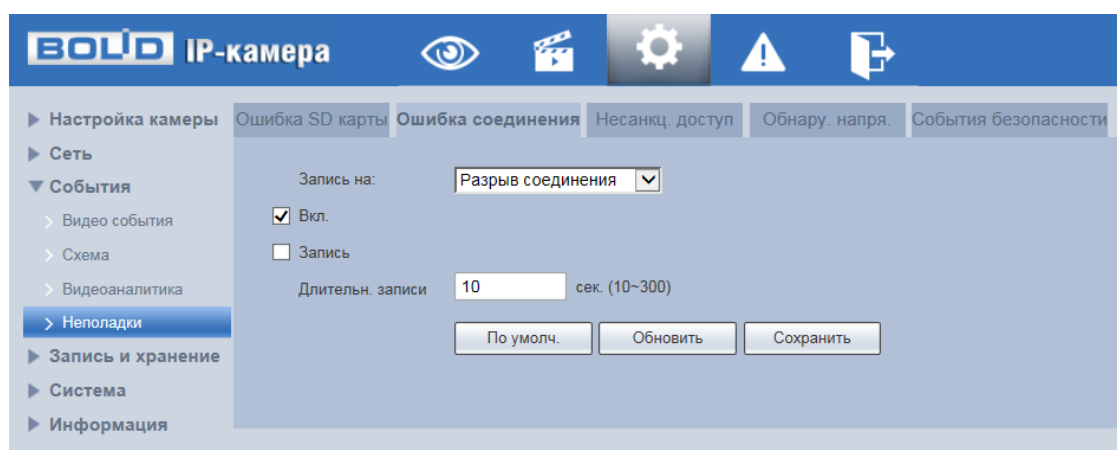 BOLID IP-камера
Настройка камеры
Сеть
События
Видео события
Схема
Видеоаналитика
Неполадки
Запись и хранение
Система
Информация
Ошибка SD карты Ошибка соединения Несанкц. доступ Обнару. напря. События безопасности
Запись на: Разрыв соединения
Вкл.
Запись
Длительн. записи 10 сек. (10~300)
По умолч. Обновить Сохранить